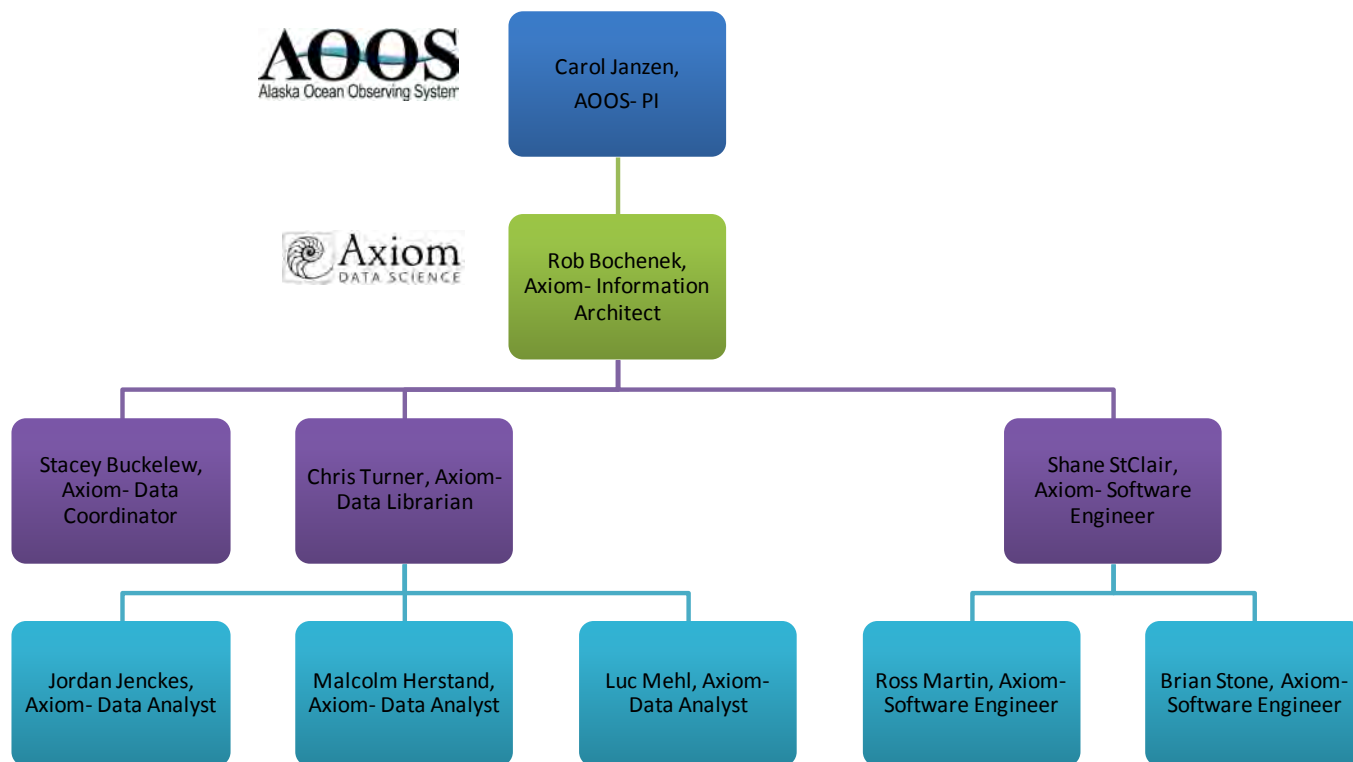 AOOS
Alaska Ocean Observing System
Carol Janzen,
AOOS- PI
Axiom
DATA SCIENCE
Rob Bochenek,
Axiom- Information
Architect
Stacey Buckelew,
Axiom- Data
Coordinator
Chris Turner, Axiom-
Data Librarian
Shane StClair,
Axiom- Software
Engineer
Jordan Jenckes,
Axiom- Data Analyst
Malcolm Herstand,
Axiom- Data Analyst
Luc Mehl, Axiom-
Data Analyst
Ross Martin, Axiom-
Software Engineer
Brian Stone, Axiom-
Software Engineer